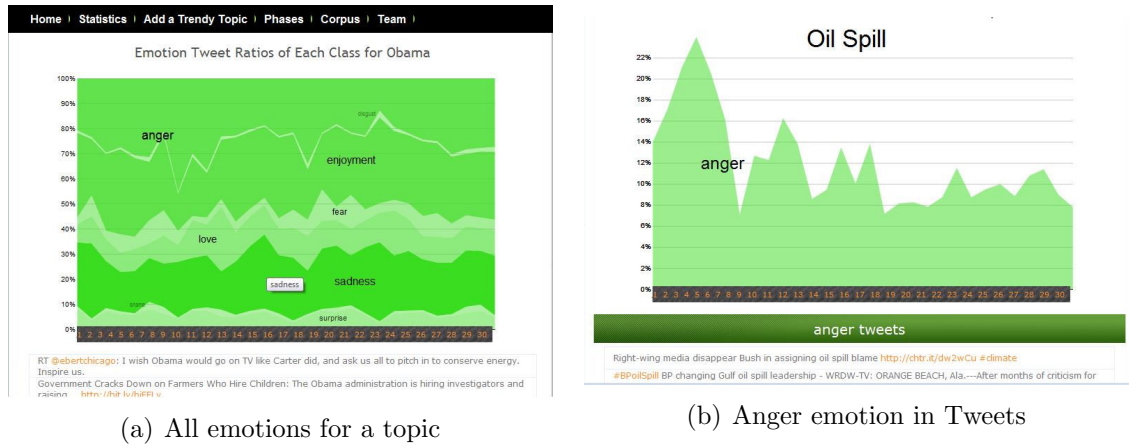 Home Statistics Add a Trendy Topic Phases Corpus Team
Emotion Tweet Ratios of Each Class for Obama
100%
90%
80%
70%
60%
50%
40%
30%
20%
10%
0%
anger
disgust
enjoyment
fear
love
sadness
sadness
shame
surprise
1 2 3 4 5 6 7 8 9 10 11 12 13 14 15 16 17 18 19 20 21 22 23 24 25 26 27 28 29 30
RT @ebertchicago: I wish Obama would go on TV like Carter did, and ask us all to pitch in to conserve energy.
Inspire us.
Government Cracks Down on Farmers Who Hire Children: The Obama administration is hiring investigators and
raising
(a) All emotions for a topic
Oil Spill
22%
20%
18%
16%
14%
12%
10%
8%
6%
4%
2%
0%
anger
1 2 3 4 5 6 7 8 9 10 11 12 13 14 15 16 17 18 19 20 21 22 23 24 25 26 27 28 29 30
anger tweets
Right-wing media disappear Bush in assigning oil spill blame http://chtr.it/dw2wCu #climate
#BPoilSpill BP changing Gulf oil spill leadership - WRDW-TV: ORANGE BEACH, Ala.---After months of criticism for
(b) Anger emotion in Tweets